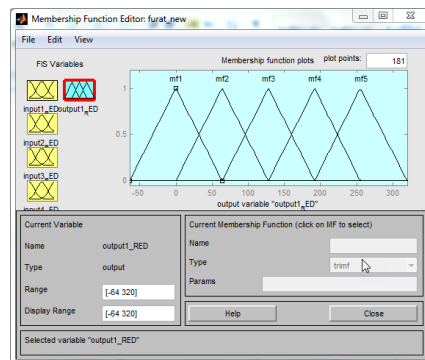 Membership Function Editor: furat_new
File Edit View
FIS Variables
Membership function plots plot points: 181
input1_ED
output1_RED
input2_ED
input3_ED
input4_ED
mf1 mf2 mf3 mf4 mf5
1
0.5
0
-50 0 50 100 150 200 250 300
output variable "output1_RED"
Current Variable
Name output1_RED
Type output
Range [-64 320]
Display Range [-64 320]
Current Membership Function (click on MF to select)
Name
Type trimf
Params
Help Close
Selected variable "output1_RED"